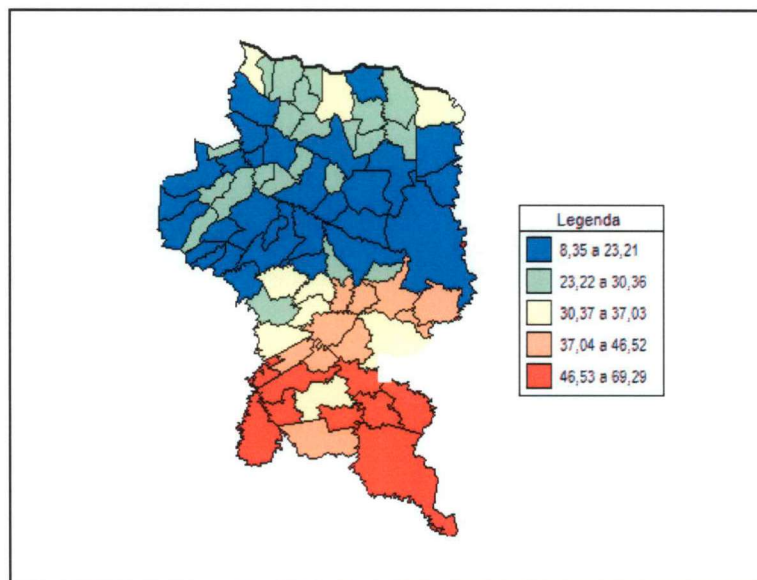 Legenda
8,35 a 23,21
23,22 a 30,36
30,37 a 37,03
37,04 a 46,52
46,53 a 69,29